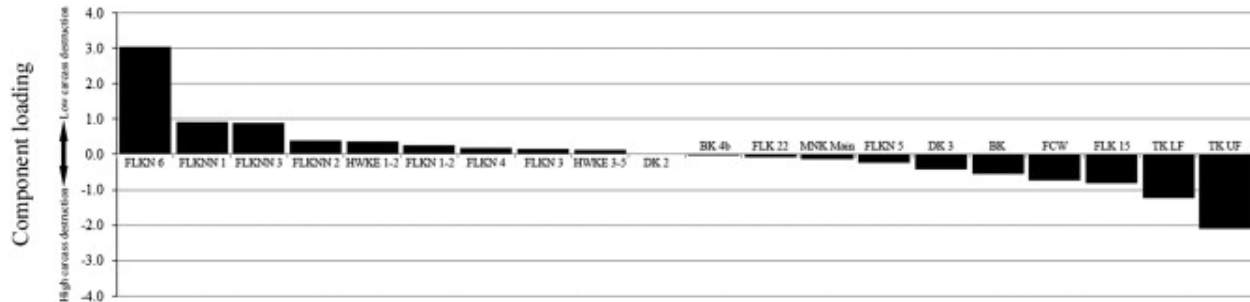 Component loading
Low carcass destruction
High carcass destruction
4.0
3.0
2.0
1.0
0.0
-1.0
-2.0
-3.0
-4.0
BK 4b FLK 22 MNK Main FLKN 5 DK 3 BK FCW FLK 15 TK LF TK UF
FLKN 6 FLKNN 1 FLKNN 3 FLKNN 2 HWKE 1-2 FLKN 1-2 FLKN 4 FLKN 3 HWKE 3-5 DK 2